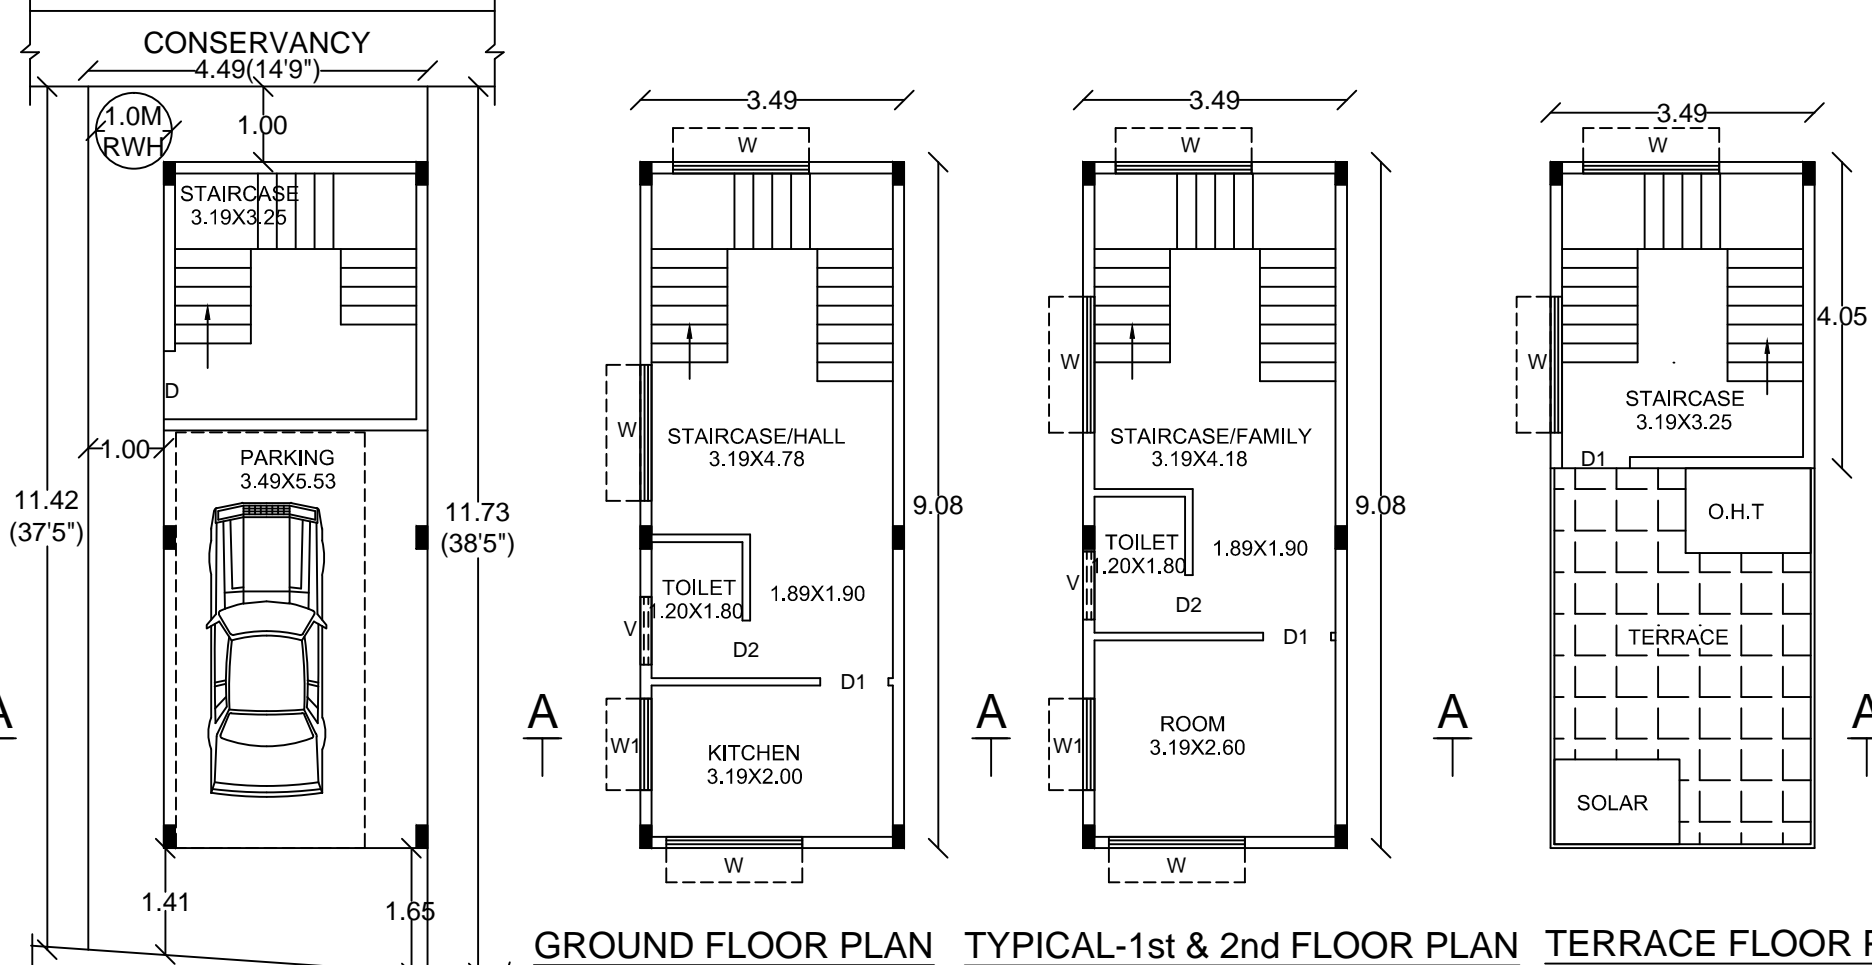 CONSERVANCY
4.49(14'9")
1.0M
RWH
1.00
STAIRCASE
3.19X3.25
D
1.00
PARKING
3.49X5.53
11.42
(37'5")
11.73
(38'5")
A
1.41
1.65
3.49
W
W
STAIRCASE/HALL
3.19X4.78
9.08
TOILET
1.20X1.80
1.89X1.90
V
D2
D1
A
W1
KITCHEN
3.19X2.00
W
GROUND FLOOR PLAN
3.49
W
W
STAIRCASE/FAMILY
3.19X4.18
9.08
TOILET
1.20X1.80
1.89X1.90
V
D2
D1
A
W1
ROOM
3.19X2.60
W
TYPICAL-1st & 2nd FLOOR PLAN
3.49
W
4.05
W
STAIRCASE
3.19X3.25
D1
O.H.T
TERRACE
A
A
SOLAR
TERRACE FLOOR